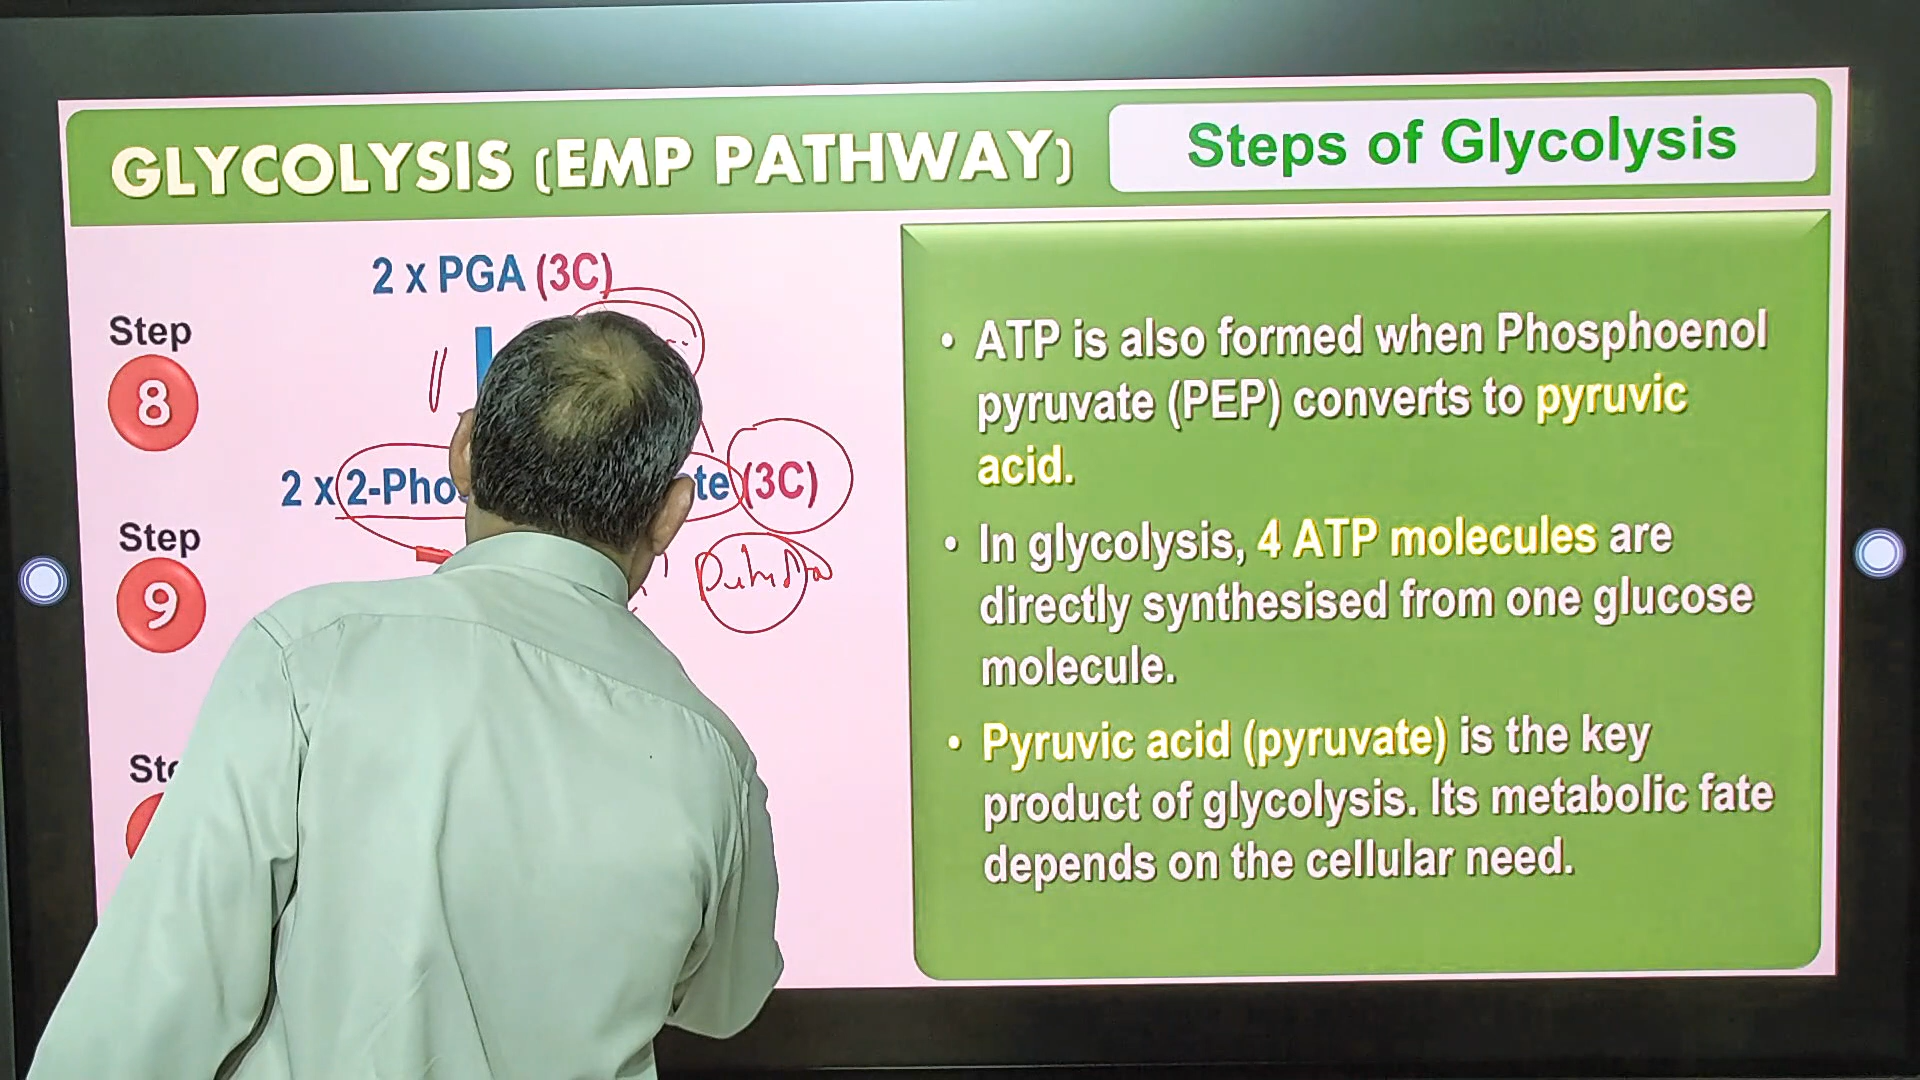 GLYCOLYSIS (EMP PATHWAY)
Steps of Glycolysis
2 x PGA (3C)
Step
8
2 x 2-Pho
te (3C)
Step
9
• ATP is also formed when Phosphoenol
pyruvate (PEP) converts to pyruvic
acid.
• In glycolysis, 4 ATP molecules are
directly synthesised from one glucose
molecule.
• Pyruvic acid (pyruvate) is the key
product of glycolysis. Its metabolic fate
depends on the cellular need.